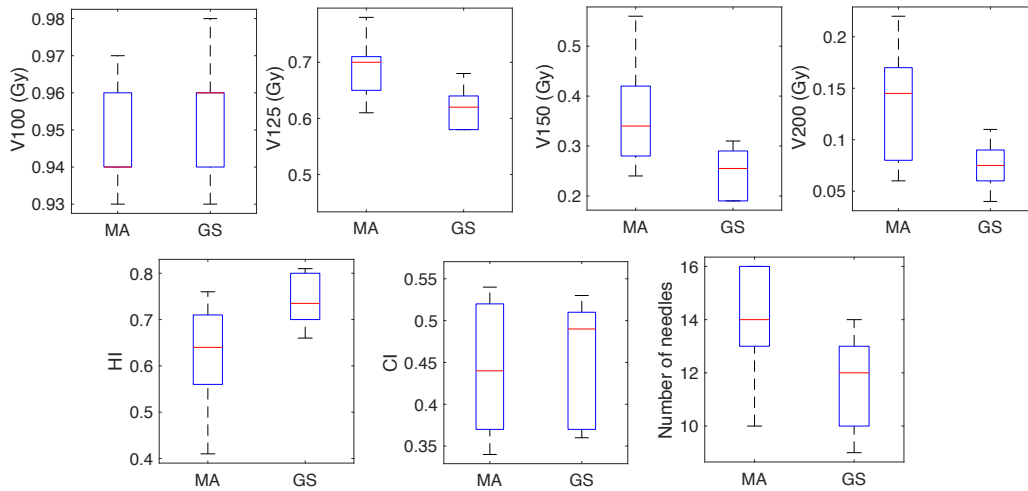 V100 (Gy)
0.98
0.97
0.96
0.95
0.94
0.93
MA GS
V125 (Gy)
0.7
0.6
0.5
MA GS
V150 (Gy)
0.5
0.4
0.3
0.2
MA GS
V200 (Gy)
0.2
0.15
0.1
0.05
MA GS
HI
0.8
0.7
0.6
0.5
0.4
MA GS
CI
0.55
0.5
0.45
0.4
0.35
MA GS
Number of needles
16
14
12
10
MA GS